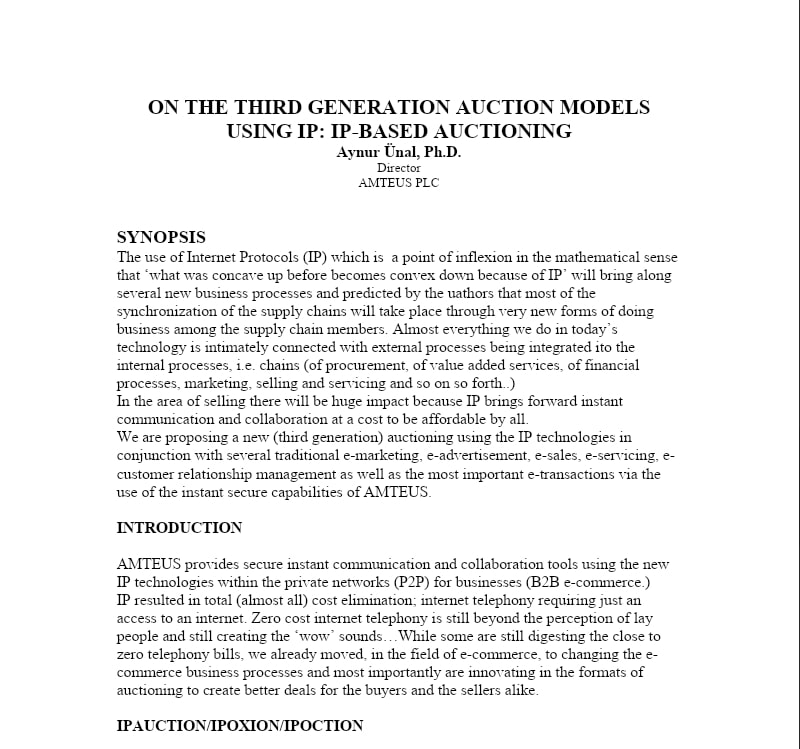 ON THE THIRD GENERATION AUCTION MODELS
USING IP: IP-BASED AUCTIONING
Aynur Ünal, Ph.D.
Director
AMTEUS PLC
SYNOPSIS
The use of Internet Protocols (IP) which is  a point of inflexion in the mathematical sense
that ‘what was concave up before becomes convex down because of IP’ will bring along
several new business processes and predicted by the uathors that most of the
synchronization of the supply chains will take place through very new forms of doing
business among the supply chain members. Almost everything we do in today’s
technology is intimately connected with external processes being integrated ito the
internal processes, i.e. chains (of procurement, of value added services, of financial
processes, marketing, selling and servicing and so on so forth..)
In the area of selling there will be huge impact because IP brings forward instant
communication and collaboration at a cost to be affordable by all.
We are proposing a new (third generation) auctioning using the IP technologies in
conjunction with several traditional e-marketing, e-advertisement, e-sales, e-servicing, e-
customer relationship management as well as the most important e-transactions via the
use of the instant secure capabilities of AMTEUS.
INTRODUCTION
AMTEUS provides secure instant communication and collaboration tools using the new
IP technologies within the private networks (P2P) for businesses (B2B e-commerce.)
IP resulted in total (almost all) cost elimination; internet telephony requiring just an
access to an internet. Zero cost internet telephony is still beyond the perception of lay
people and still creating the ‘wow’ sounds…While some are still digesting the close to
zero telephony bills, we already moved, in the field of e-commerce, to changing the e-
commerce business processes and most importantly are innovating in the formats of
auctioning to create better deals for the buyers and the sellers alike.
IPAUCTION/IPOXION/IPOCTION